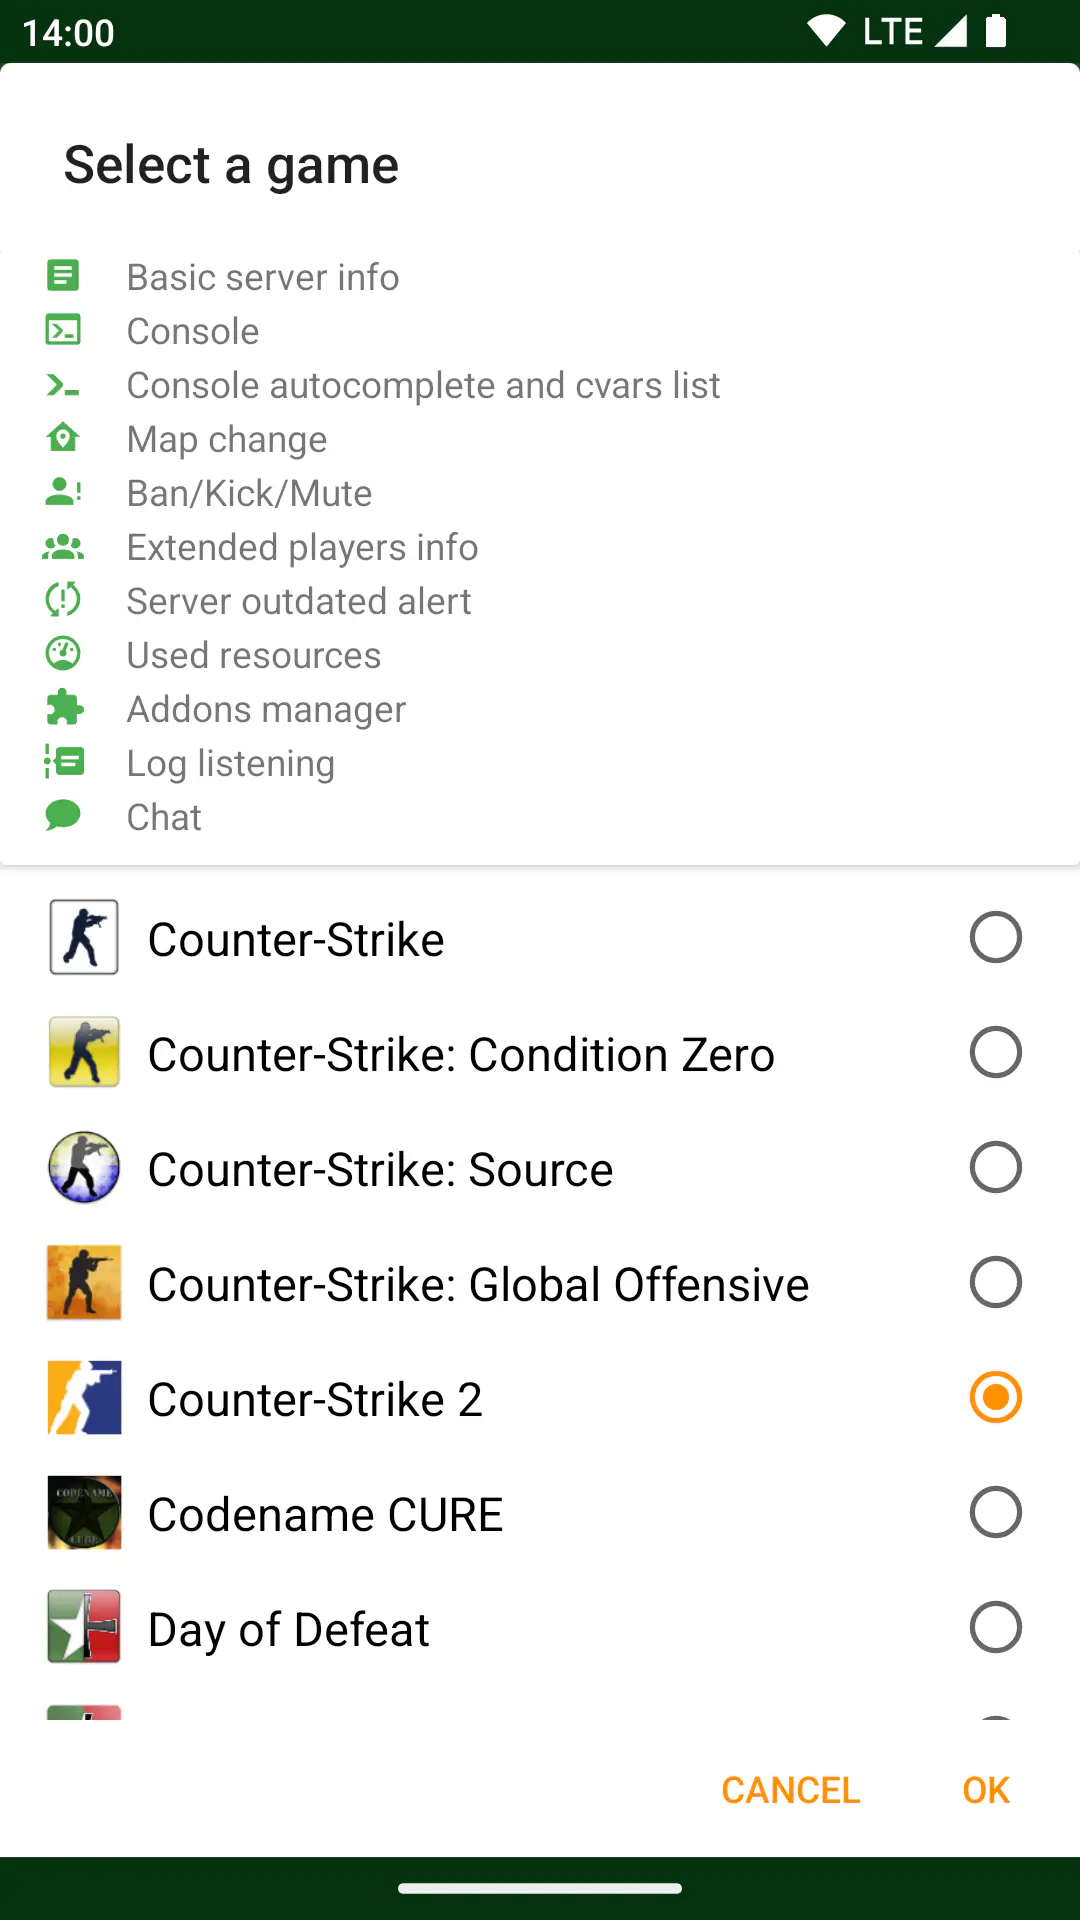 14:00
LTE
Select a game
Basic server info
Console
Console autocomplete and cvars list
Map change
Ban/Kick/Mute
Extended players info
Server outdated alert
Used resources
Addons manager
Log listening
Chat
Counter-Strike
Counter-Strike: Condition Zero
Counter-Strike: Source
Counter-Strike: Global Offensive
Counter-Strike 2
CODENAME
CURE
Codename CURE
Day of Defeat
CANCEL
OK